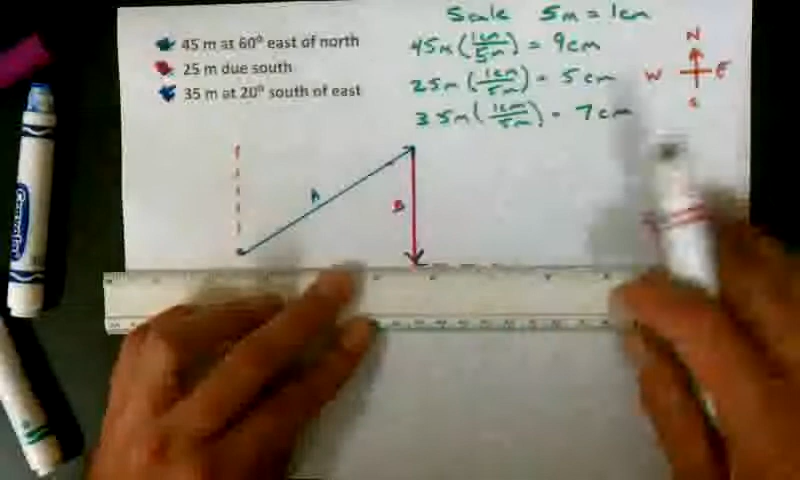 Scale 5m = 1cm
45 m at 60° east of north
25 m due south
35 m at 20° south of east
45m (1cm/5m) = 9cm
25m (1cm/5m) = 5cm
35m (1cm/5m) = 7cm
N
W E
S
A
B
Crayola